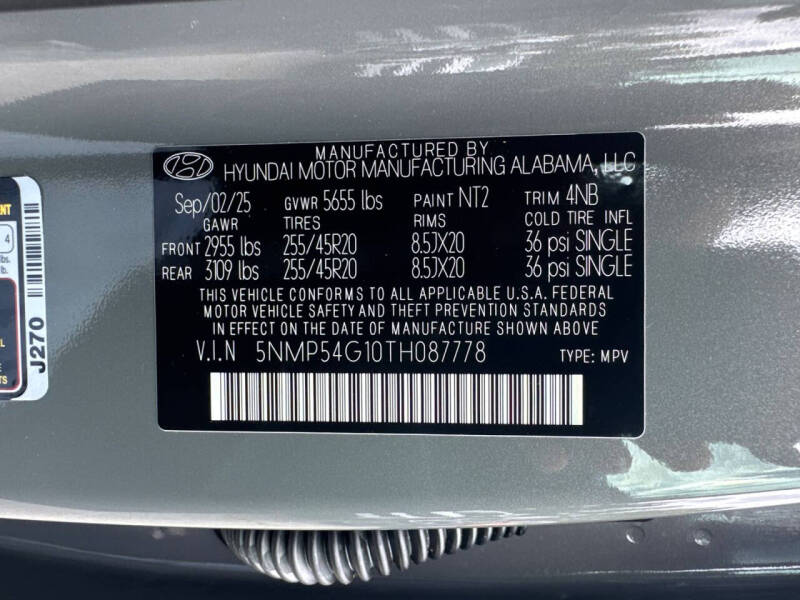 MANUFACTURED BY
HYUNDAI MOTOR MANUFACTURING ALABAMA, LLC
Sep/02/25 GVWR 5655 lbs PAINT NT2 TRIM 4NB
GAWR TIRES RIMS COLD TIRE INFL
FRONT 2955 lbs 255/45R20 8.5JX20 36 psi SINGLE
REAR 3109 lbs 255/45R20 8.5JX20 36 psi SINGLE
THIS VEHICLE CONFORMS TO ALL APPLICABLE U.S.A. FEDERAL
MOTOR VEHICLE SAFETY AND THEFT PREVENTION STANDARDS
IN EFFECT ON THE DATE OF MANUFACTURE SHOWN ABOVE
V.I.N 5NMP54G10TH087778 TYPE: MPV
4
lbs.
lb.
J270